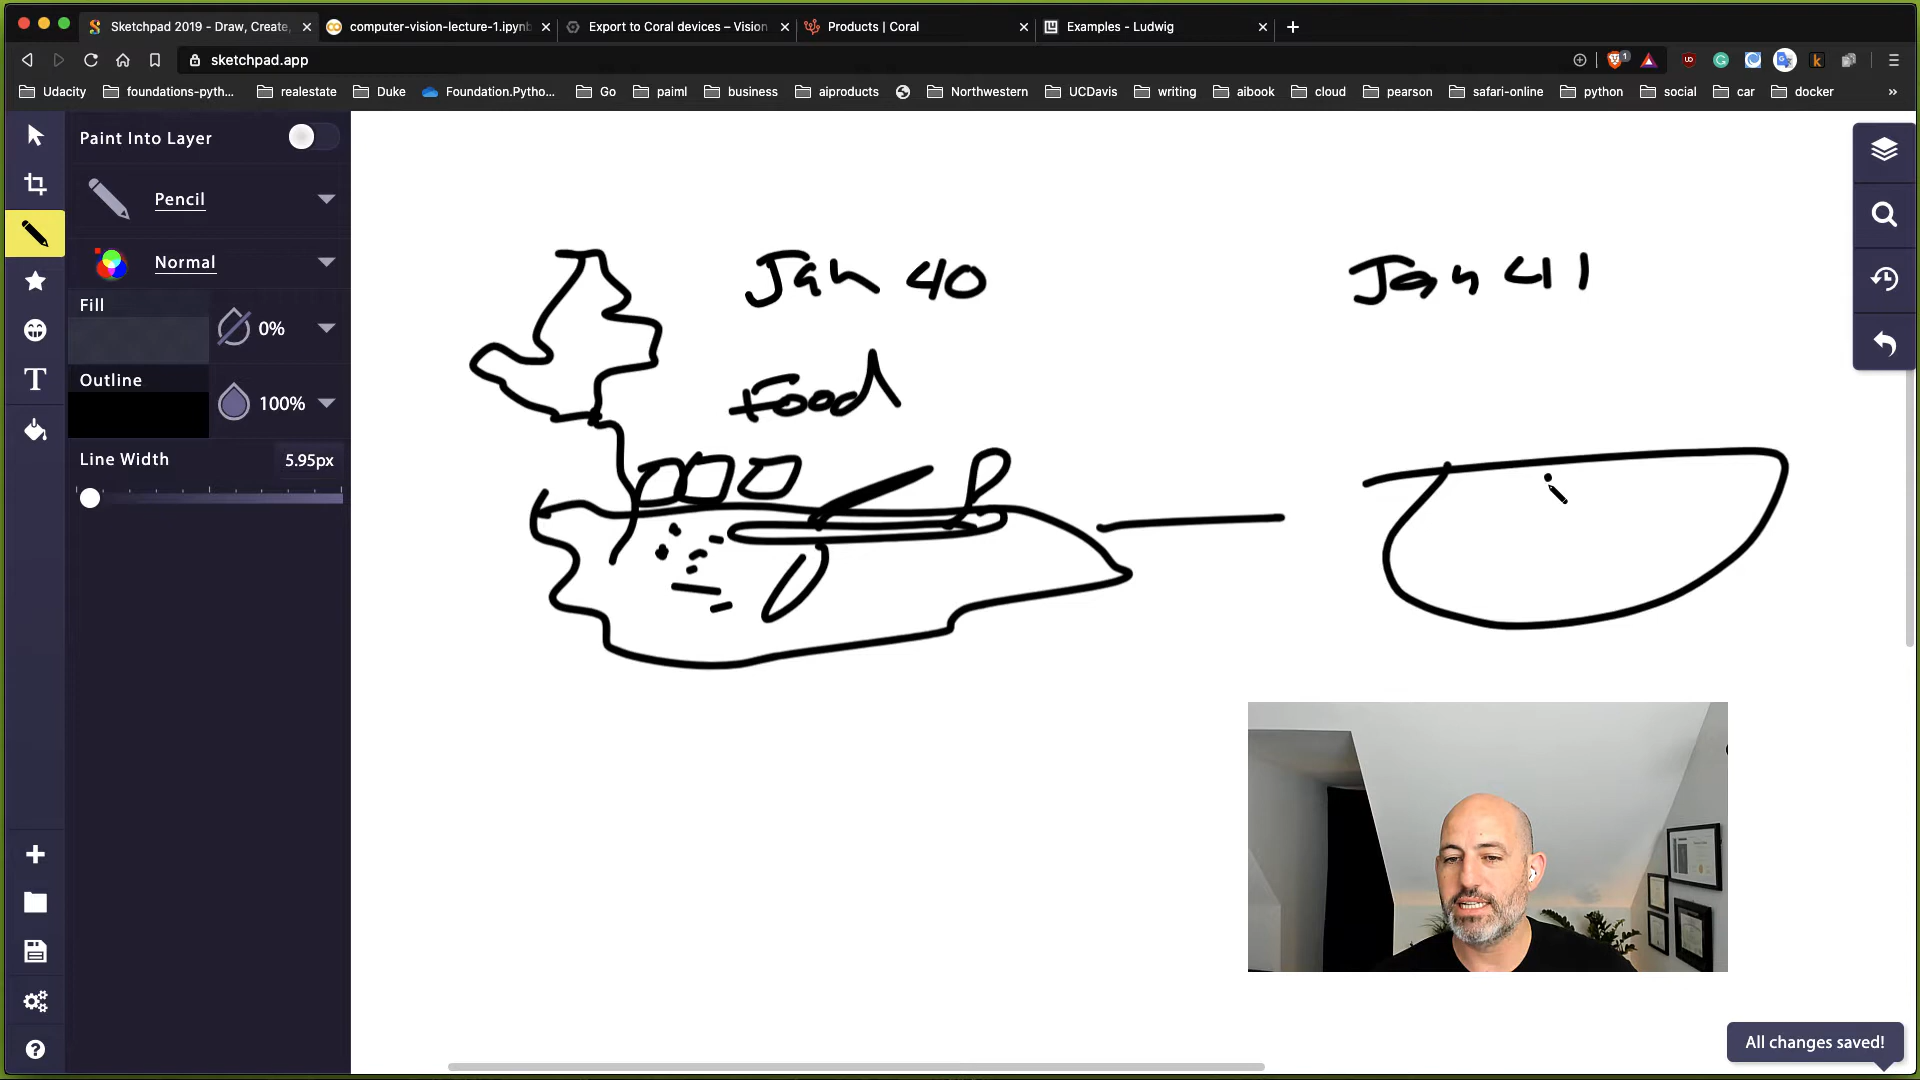 Sketchpad 2019 - Draw, Create,
computer-vision-lecture-1.ipynb
Export to Coral devices – Vision
Products | Coral
Examples - Ludwig
sketchpad.app
1
Udacity
foundations-pyth...
realestate
Duke
Foundation.Pytho...
Go
paiml
business
aiproducts
Northwestern
UCDavis
writing
aibook
cloud
pearson
safari-online
python
social
car
docker
»
Paint Into Layer
Pencil
Normal
Fill
0%
Outline
100%
Line Width
5.95px
T
Jan 40
Jan 41
Food
All changes saved!